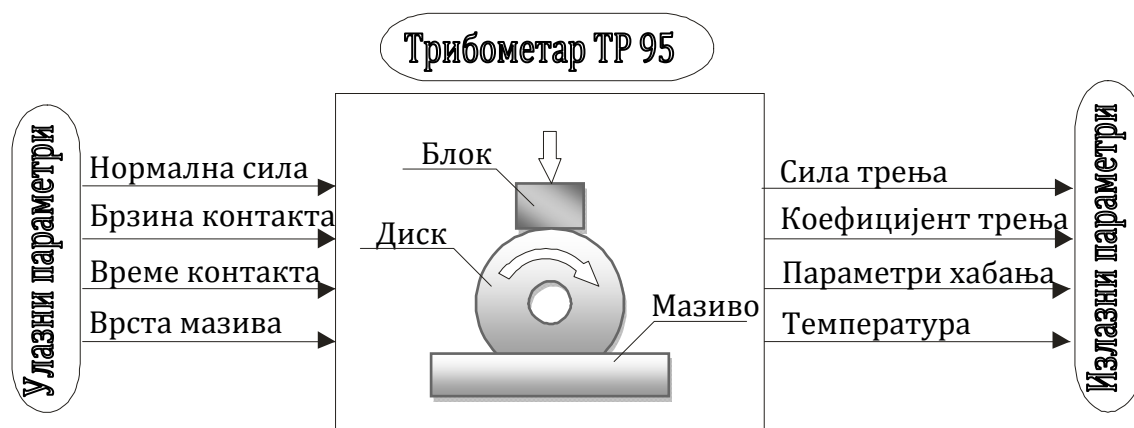 Трибометар ТР 95
Улазни параметри
Нормална сила
Брзина контакта
Време контакта
Врста мазива
Блок
Диск
Мазиво
Сила трења
Коефицијент трења
Параметри хабања
Температура
Излазни параметри